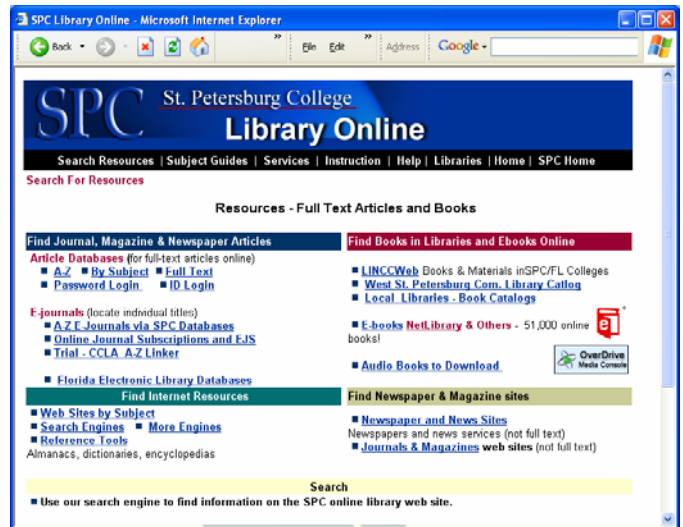 SPC Library Online - Microsoft Internet Explorer
Back » File Edit » Address Google
SPC St. Petersburg College
Library Online
Search Resources | Subject Guides | Services | Instruction | Help | Libraries | Home | SPC Home
Search For Resources
Resources - Full Text Articles and Books
Find Journal, Magazine & Newspaper Articles
Article Databases (for full-text articles online)
A-Z By Subject Full Text
Password Login ID Login
E-journals (locate individual titles)
A-Z E-Journals via SPC Databases
Online Journal Subscriptions and EJS
Trial - CCLA A-Z Linker
Florida Electronic Library Databases
Find Books in Libraries and Ebooks Online
LINCCWeb Books & Materials inSPC/FL Colleges
West St. Petersburg Com. Library Catlog
Local Libraries - Book Catalogs
E-books NetLibrary & Others - 51,000 online
books!
e
Audio Books to Download
OverDrive
Media Console
Find Internet Resources
Web Sites by Subject
Search Engines More Engines
Reference Tools
Almanacs, dictionaries, encyclopedias
Find Newspaper & Magazine sites
Newspaper and News Sites
Newspapers and news services (not full text)
Journals & Magazines web sites (not full text)
Search
Use our search engine to find information on the SPC online library web site.